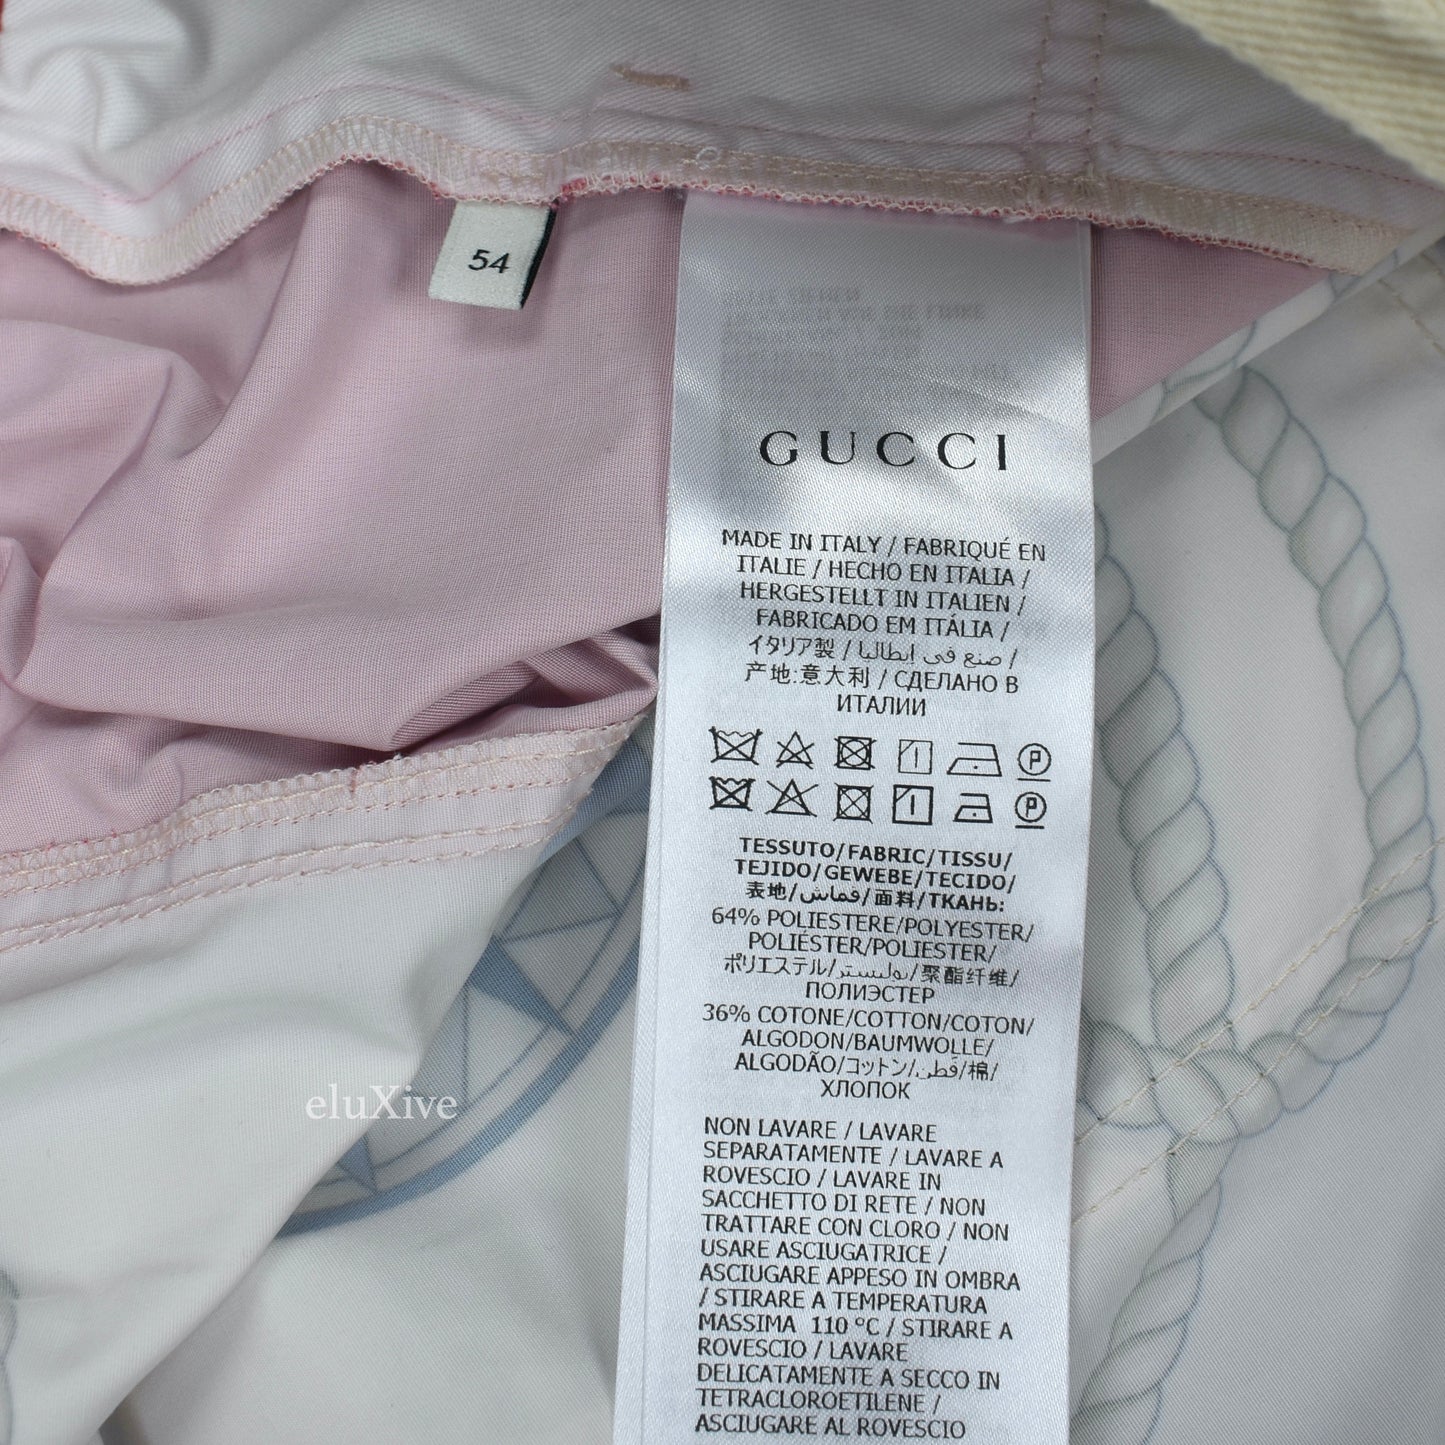 54
GUCCI
MADE IN ITALY / FABRIQUÉ EN
ITALIE / HECHO EN ITALIA /
HERGESTELLT IN ITALIEN /
FABRICADO EM ITÁLIA /
イタリア製 / صنع في إيطاليا /
产地:意大利 / СДЕЛАНО В
ИТАЛИИ
P
P
TESSUTO/FABRIC/TISSU/
TEJIDO/GEWEBE/TECIDO/
表地/قماش/面料/ТКАНЬ:
64% POLIESTERE/POLYESTER/
POLIÉSTER/POLIESTER/
ポリエステル/بوليستر/聚酯纤维/
ПОЛИЭСТЕР
36% COTONE/COTTON/COTON/
ALGODON/BAUMWOLLE/
ALGODÃO/コットン/قطن/棉/
ХЛОПОК
NON LAVARE / LAVARE
SEPARATAMENTE / LAVARE A
ROVESCIO / LAVARE IN
SACCHETTO DI RETE / NON
TRATTARE CON CLORO / NON
USARE ASCIUGATRICE /
ASCIUGARE APPESO IN OMBRA
/ STIRARE A TEMPERATURA
MASSIMA 110 °C / STIRARE A
ROVESCIO / LAVARE
DELICATAMENTE A SECCO IN
TETRACLOROETILENE /
ASCIUGARE AL ROVESCIO
eluXive